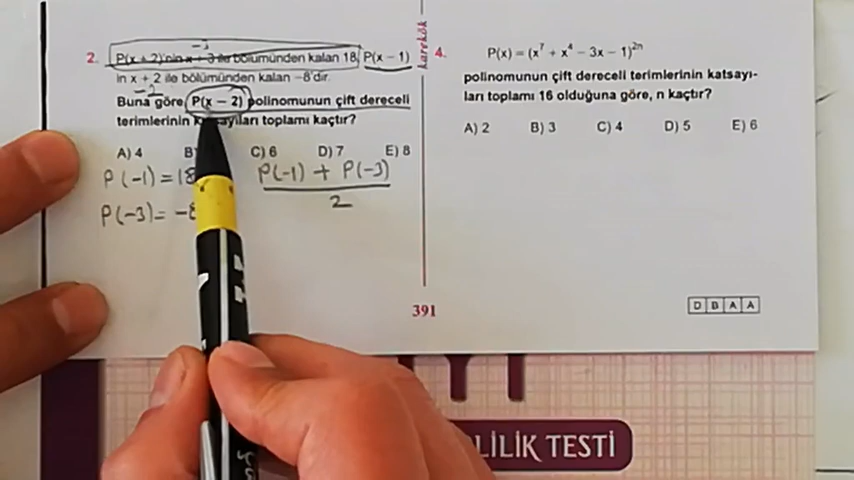 2. P(x + 2)'nin x + 3 ile bölümünden kalan 18, P(x − 1)
-3
in x + 2 ile bölümünden kalan −8'dir.
-2
Buna göre P(x − 2) polinomunun çift dereceli
terimlerinin katsayıları toplamı kaçtır?
A) 4 B) C) 6 D) 7 E) 8
P(-1) = 18
P(-3) = -8
P(-1) + P(-3)
2
karekök
4. P(x) = (x⁷ + x⁴ − 3x − 1)²ⁿ
polinomunun çift dereceli terimlerinin katsayı-
ları toplamı 16 olduğuna göre, n kaçtır?
A) 2 B) 3 C) 4 D) 5 E) 6
391
D B A A
LİLİK TESTİ